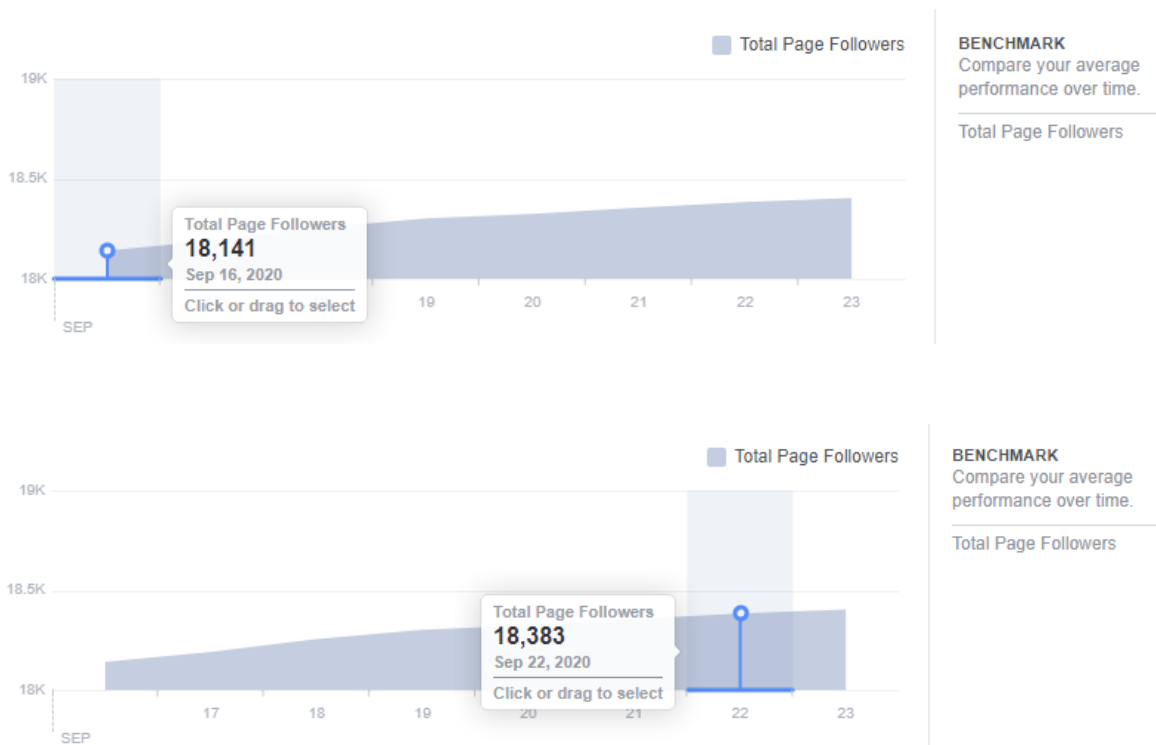 Total Page Followers
BENCHMARK
Compare your average
performance over time.
Total Page Followers
19K
18.5K
18K
Total Page Followers
18,141
Sep 16, 2020
Click or drag to select
19
20
21
22
23
SEP
Total Page Followers
BENCHMARK
Compare your average
performance over time.
Total Page Followers
19K
18.5K
18K
Total Page Followers
18,383
Sep 22, 2020
Click or drag to select
17
18
19
20
21
22
23
SEP